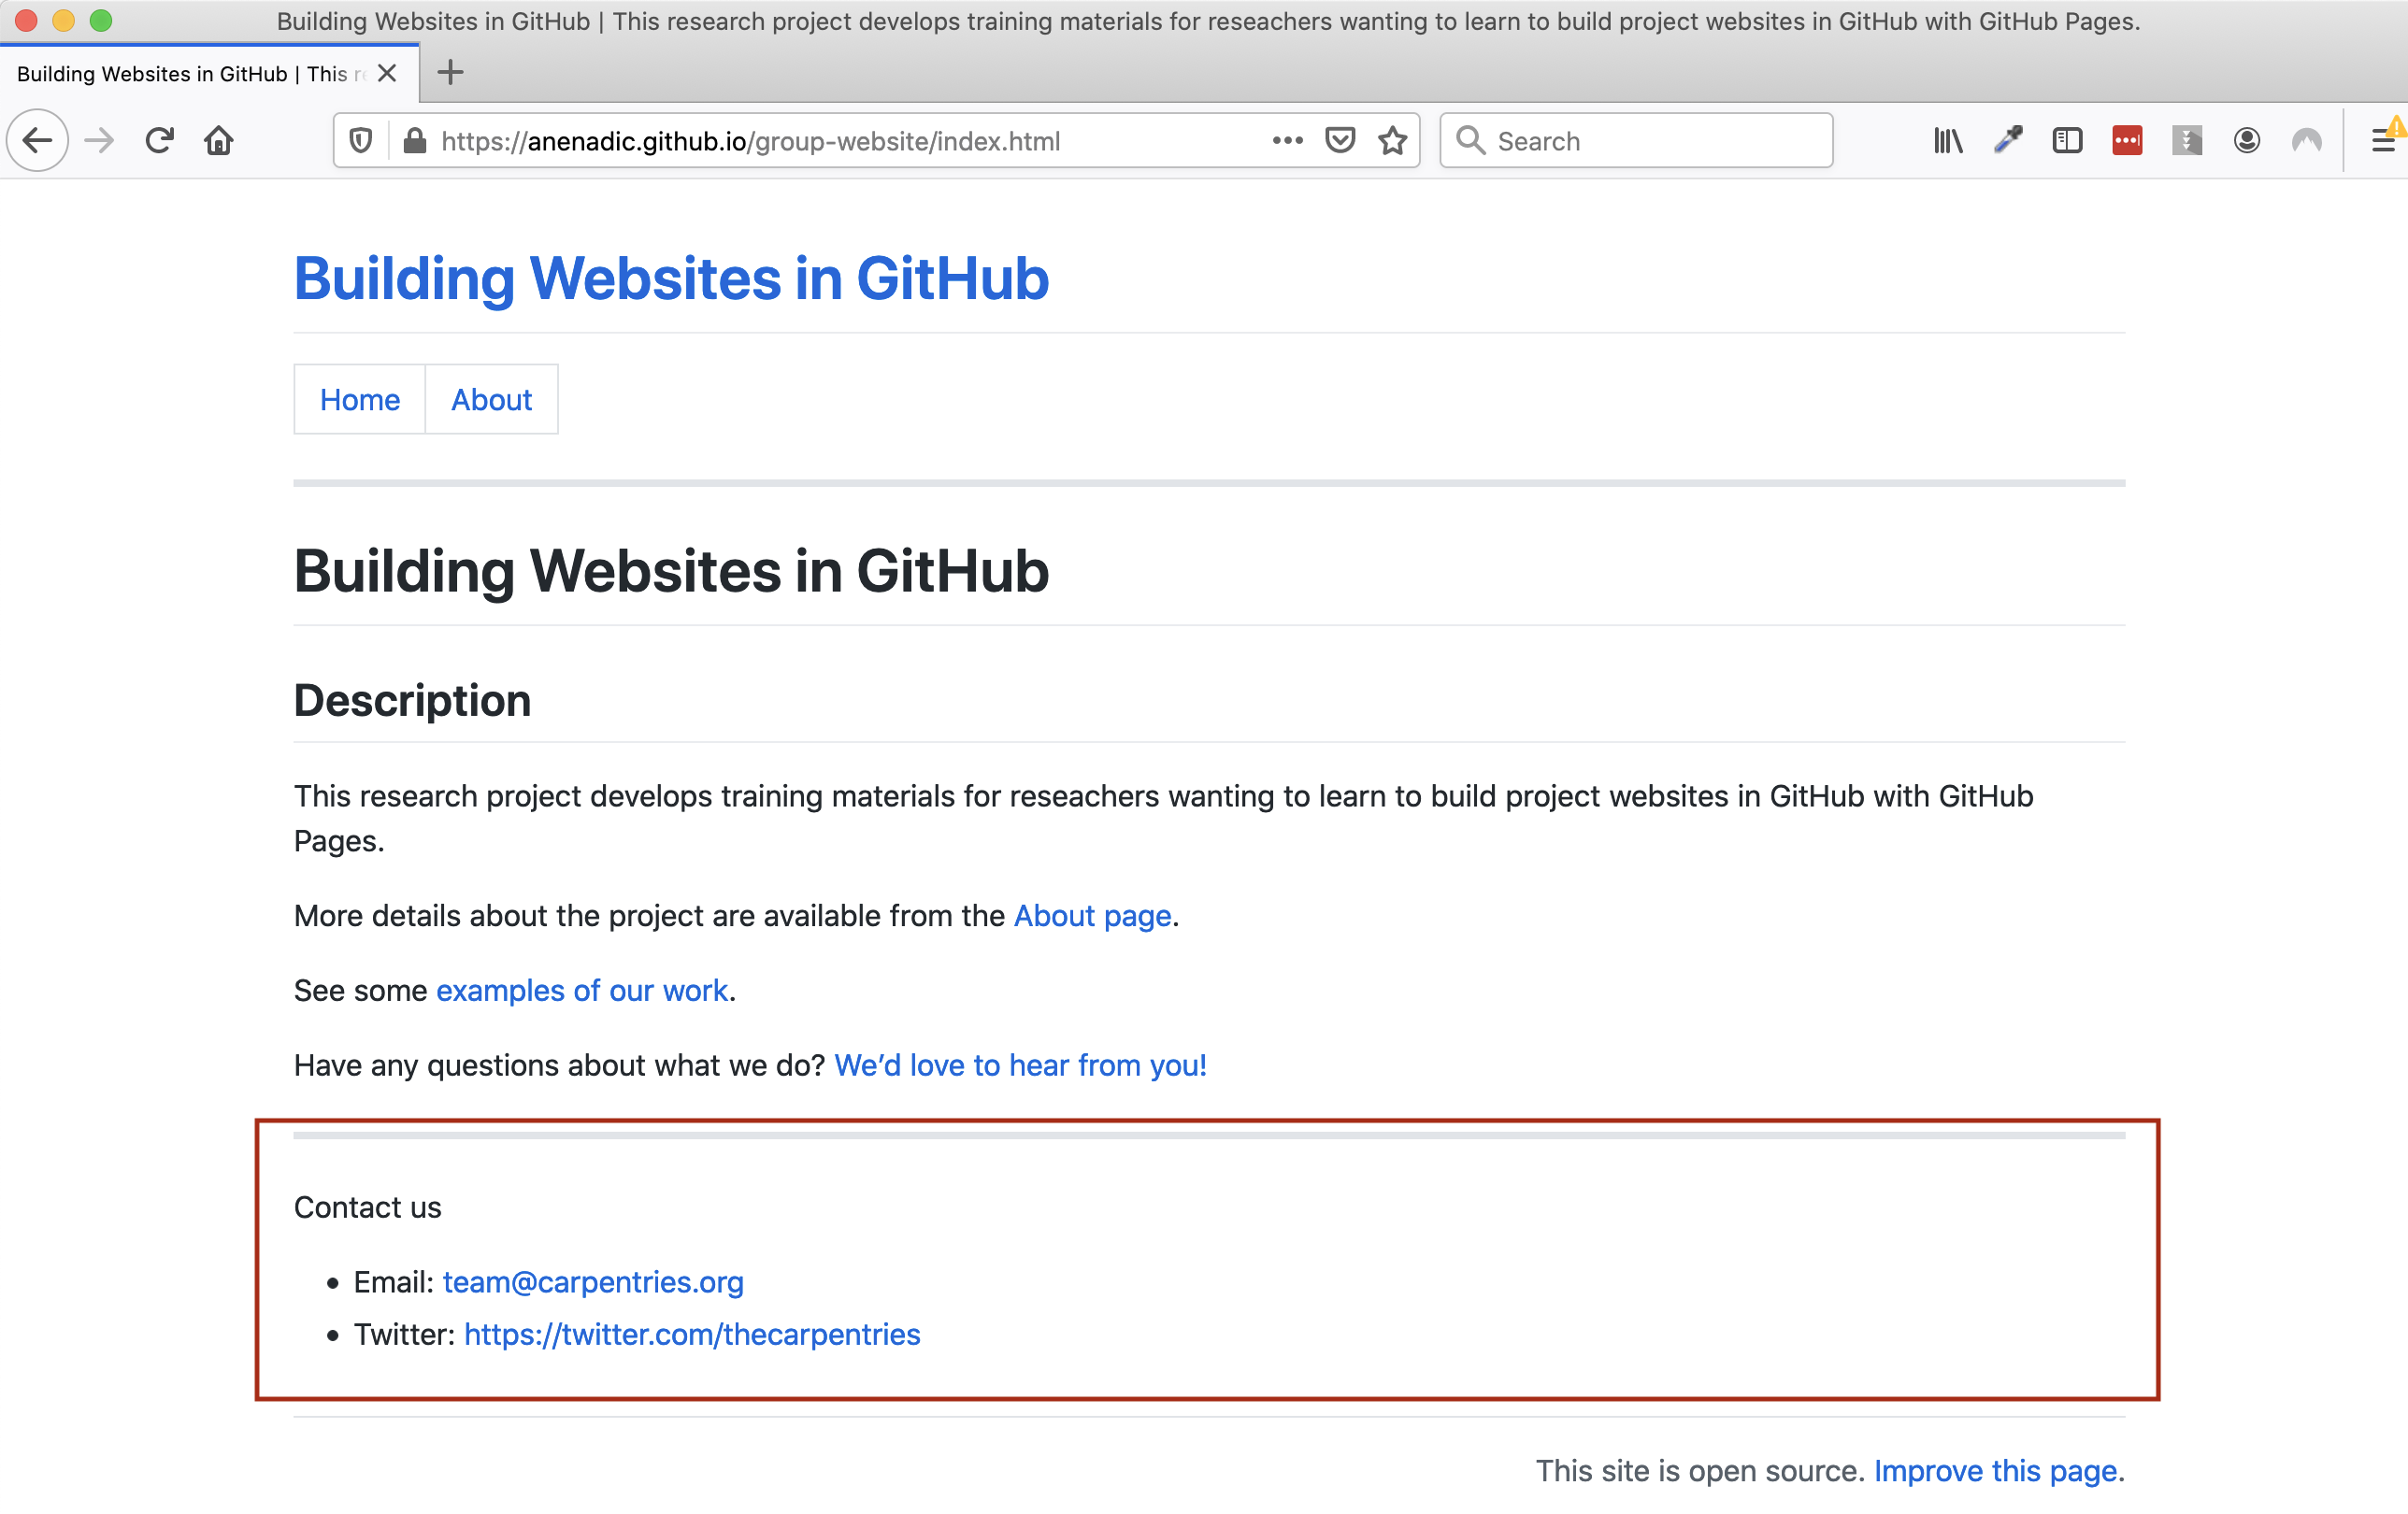 Building Websites in GitHub | This research project develops training materials for reseachers wanting to learn to build project websites in GitHub with GitHub Pages.
Building Websites in GitHub | This
https://anenadic.github.io/group-website/index.html
Search
Building Websites in GitHub
Home
About
Building Websites in GitHub
Description
This research project develops training materials for reseachers wanting to learn to build project websites in GitHub with GitHub
Pages.
More details about the project are available from the About page.
See some examples of our work.
Have any questions about what we do? We’d love to hear from you!
Contact us
• Email: team@carpentries.org
• Twitter: https://twitter.com/thecarpentries
This site is open source. Improve this page.